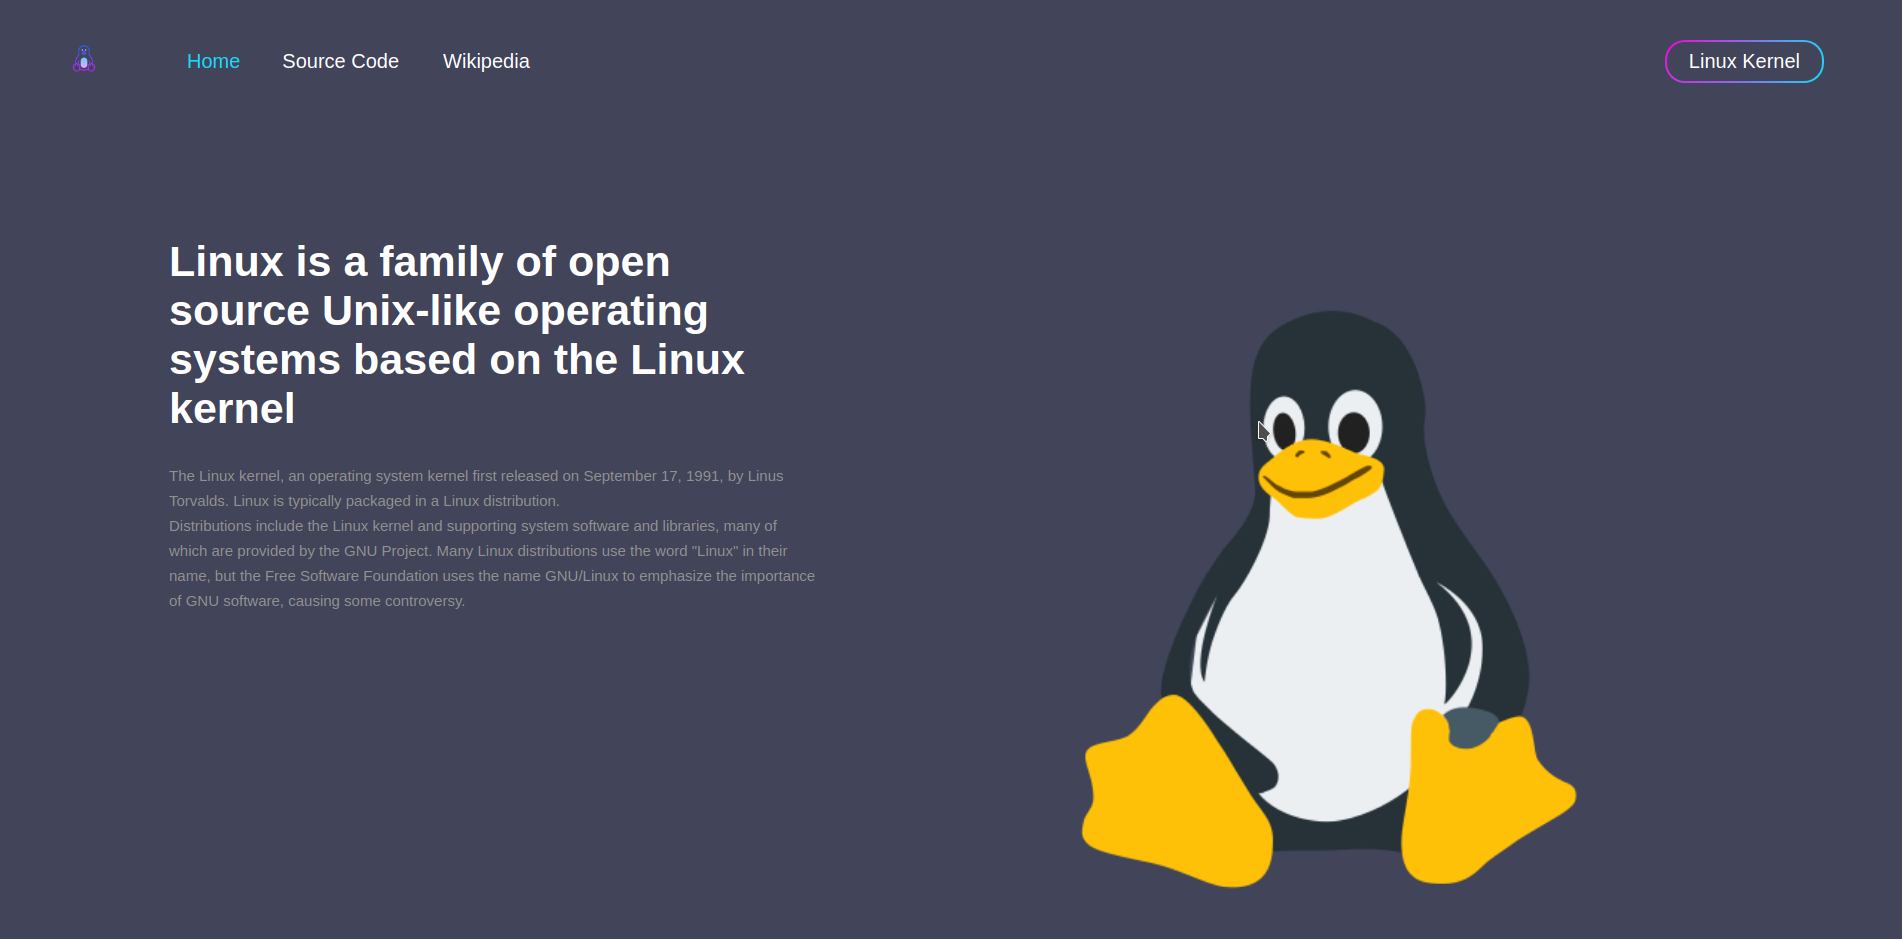 Home
Source Code
Wikipedia
Linux Kernel
Linux is a family of open
source Unix-like operating
systems based on the Linux
kernel
The Linux kernel, an operating system kernel first released on September 17, 1991, by Linus
Torvalds. Linux is typically packaged in a Linux distribution.
Distributions include the Linux kernel and supporting system software and libraries, many of
which are provided by the GNU Project. Many Linux distributions use the word "Linux" in their
name, but the Free Software Foundation uses the name GNU/Linux to emphasize the importance
of GNU software, causing some controversy.